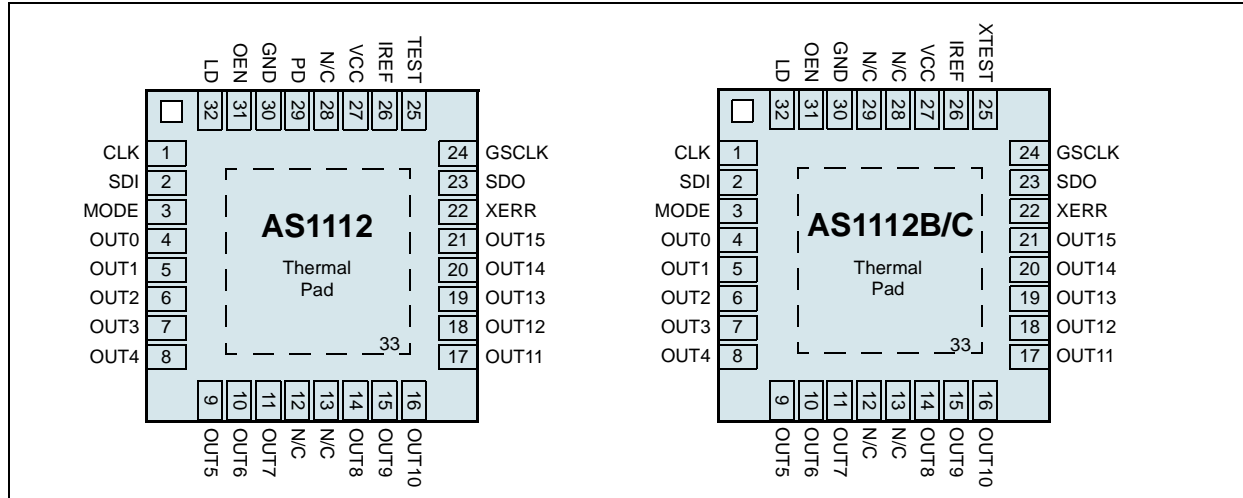 LD OEN GND PD N/C VCC IREF TEST
32 31 30 29 28 27 26 25
CLK 1
SDI 2
MODE 3
OUT0 4
OUT1 5
OUT2 6
OUT3 7
OUT4 8
AS1112
Thermal
Pad
33
24 GSCLK
23 SDO
22 XERR
21 OUT15
20 OUT14
19 OUT13
18 OUT12
17 OUT11
9 10 11 12 13 14 15 16
OUT5 OUT6 OUT7 N/C N/C OUT8 OUT9 OUT10
LD OEN GND N/C N/C VCC IREF XTEST
32 31 30 29 28 27 26 25
CLK 1
SDI 2
MODE 3
OUT0 4
OUT1 5
OUT2 6
OUT3 7
OUT4 8
AS1112B/C
Thermal
Pad
33
24 GSCLK
23 SDO
22 XERR
21 OUT15
20 OUT14
19 OUT13
18 OUT12
17 OUT11
9 10 11 12 13 14 15 16
OUT5 OUT6 OUT7 N/C N/C OUT8 OUT9 OUT10